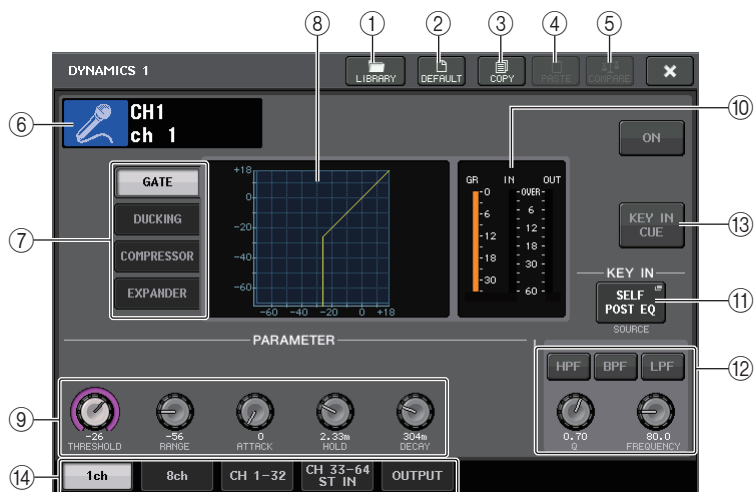 ① ② ③ ④ ⑤ ⑧
DYNAMICS 1
LIBRARY DEFAULT COPY PASTE COMPARE
⑥ CH1
ch 1
⑩
ON
⑦ GATE
DUCKING
COMPRESSOR
EXPANDER
+18
0
-20
-40
-60
-60 -40 -20 0 +18
GR IN OUT
0 -OVER-
-6 - 6 -
-12 - 12 -
-18 - 18 -
-30 - 30 -
- 60 -
KEY IN
CUE ⑬
KEY IN
SELF
POST EQ ⑪
SOURCE
PARAMETER
HPF BPF LPF ⑫
⑨
-26 -56 0 2.33m 304m
THRESHOLD RANGE ATTACK HOLD DECAY
0.70 80.0
Q FREQUENCY
⑭ 1ch 8ch CH 1-32 CH 33-64
ST IN OUTPUT